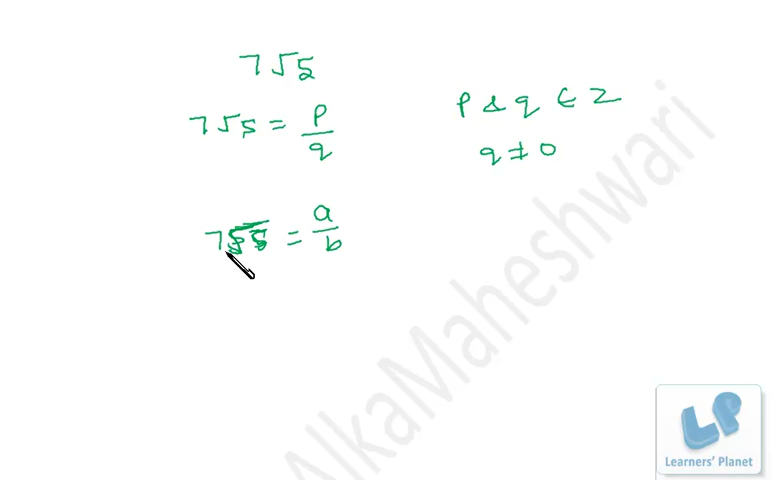 7√5
7√5 = p/q
p & q ∈ Z
q ≠ 0
7√5 = a/b
AlkaMaheshwari
LP
Learners' Planet